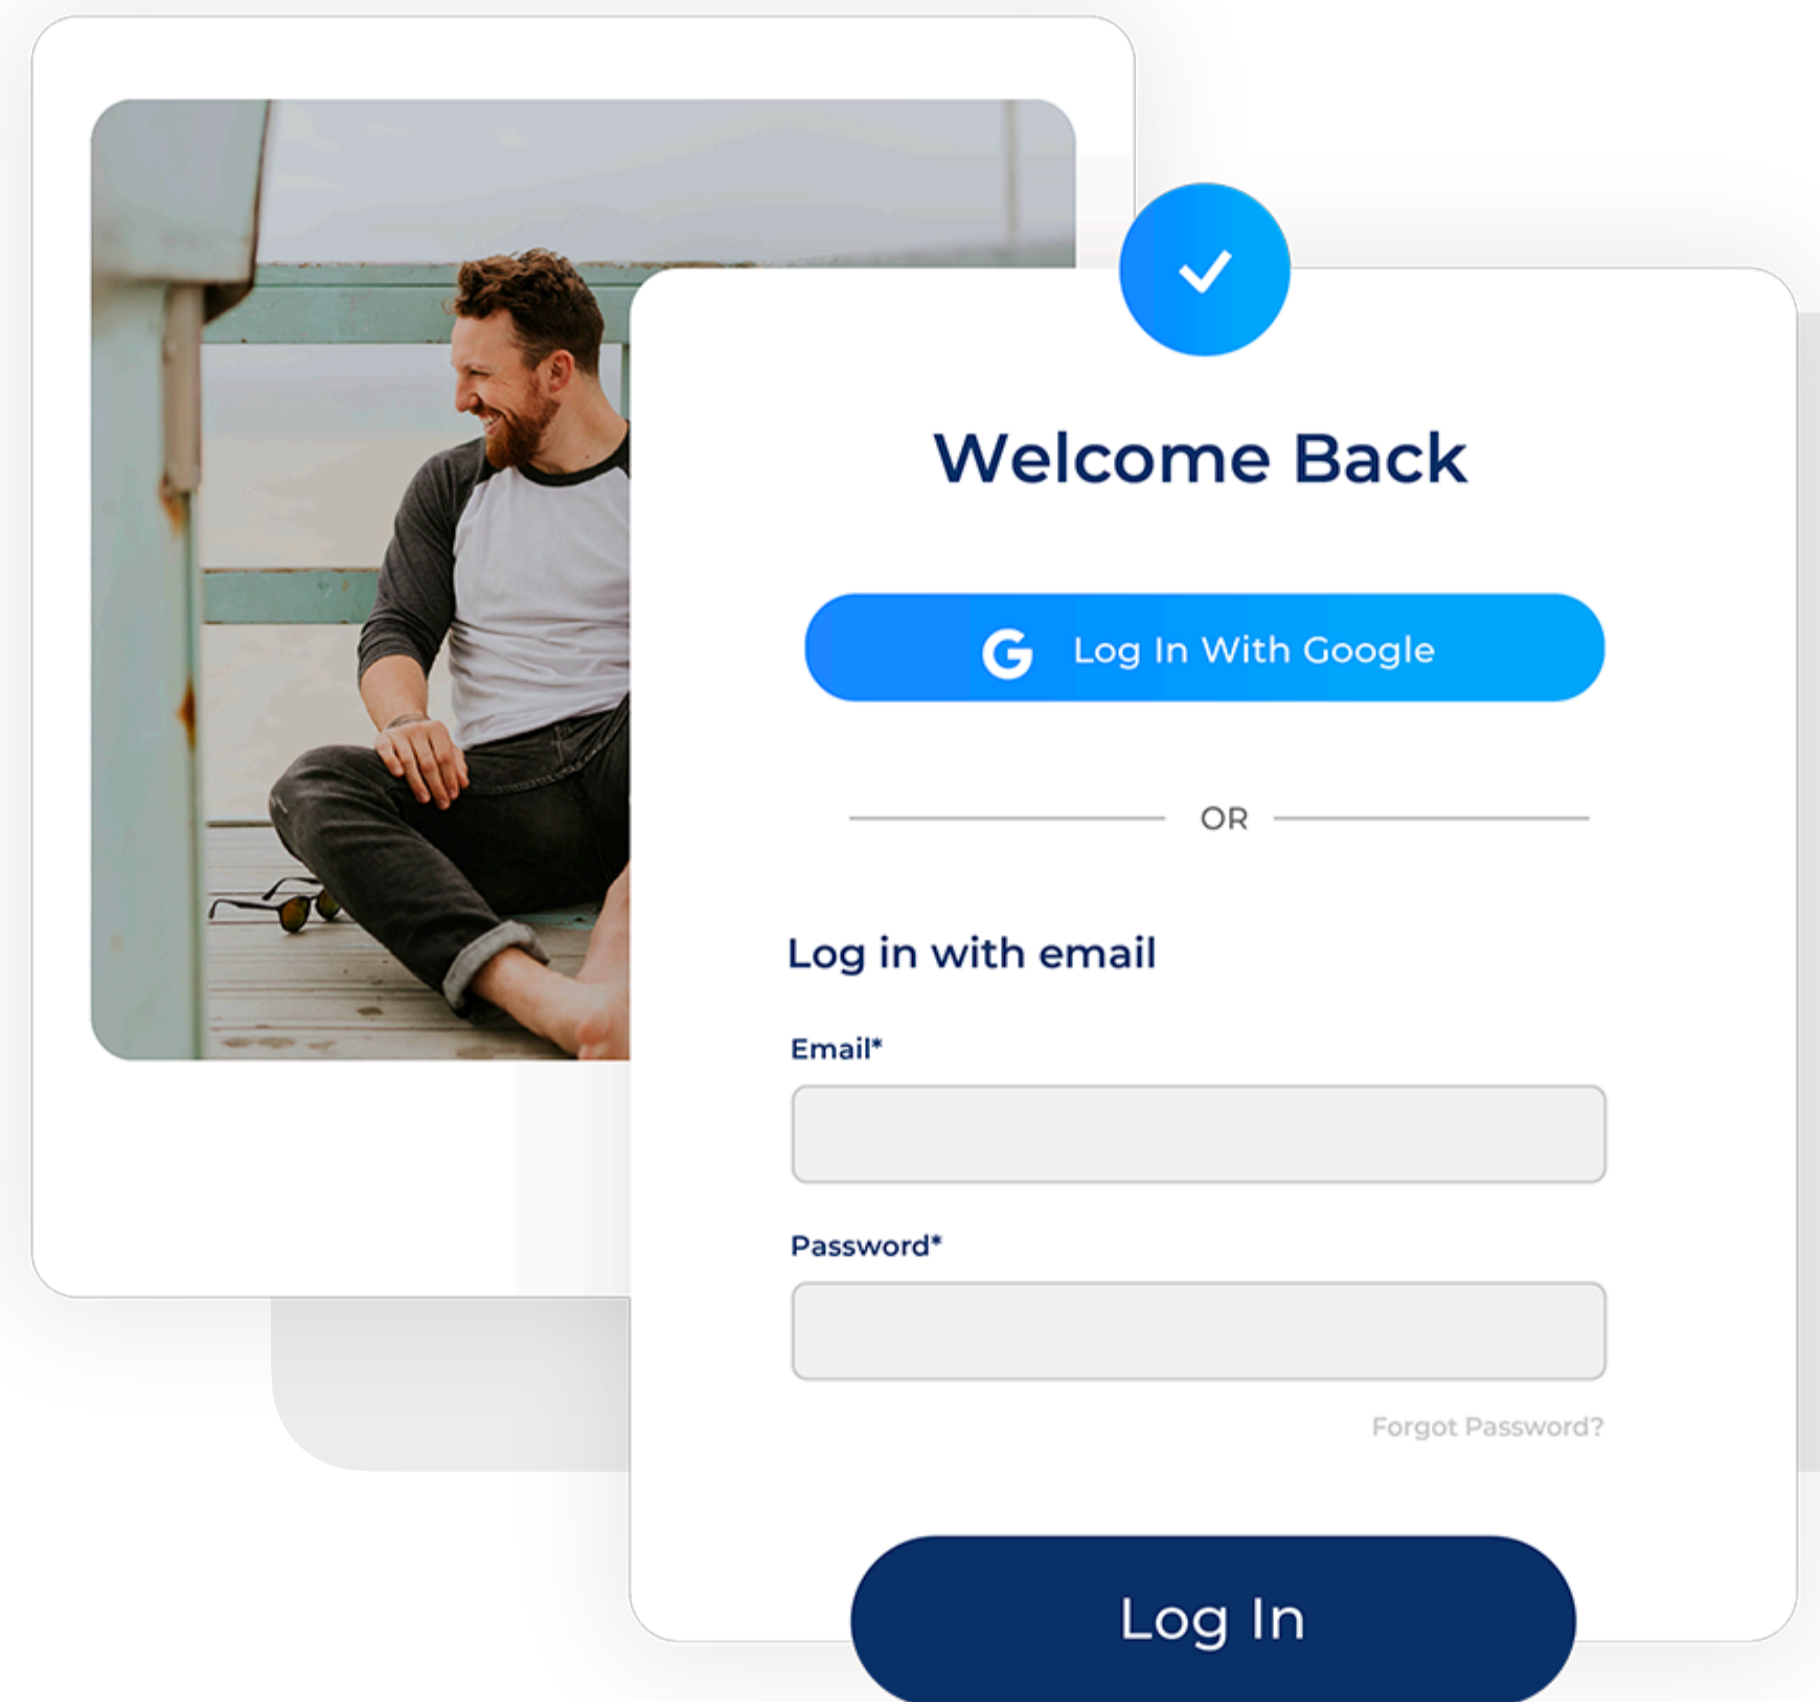 Welcome Back
Log In With Google
OR
Log in with email
Email*
Password*
Forgot Password?
Log In